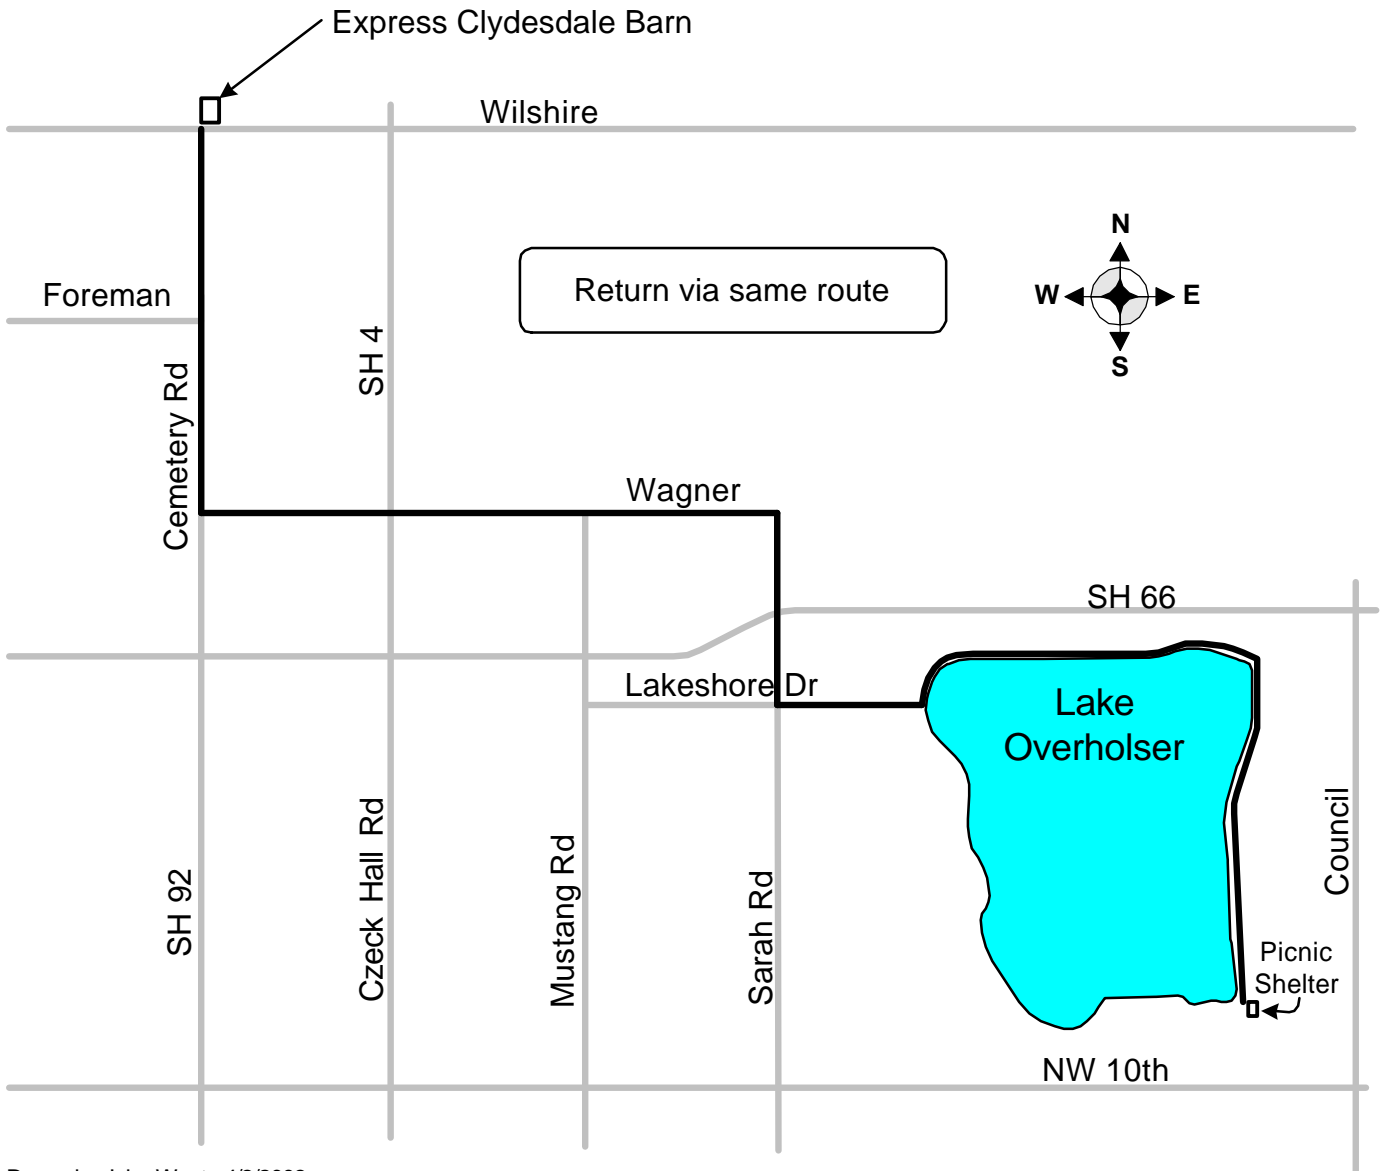 Express Clydesdale Barn
Wilshire
N
W
E
S
Return via same route
Foreman
SH 4
Cemetery Rd
Wagner
SH 66
Lakeshore Dr
Lake
Overholser
Council
Czeck Hall Rd
Mustang Rd
Sarah Rd
SH 92
Picnic
Shelter
NW 10th